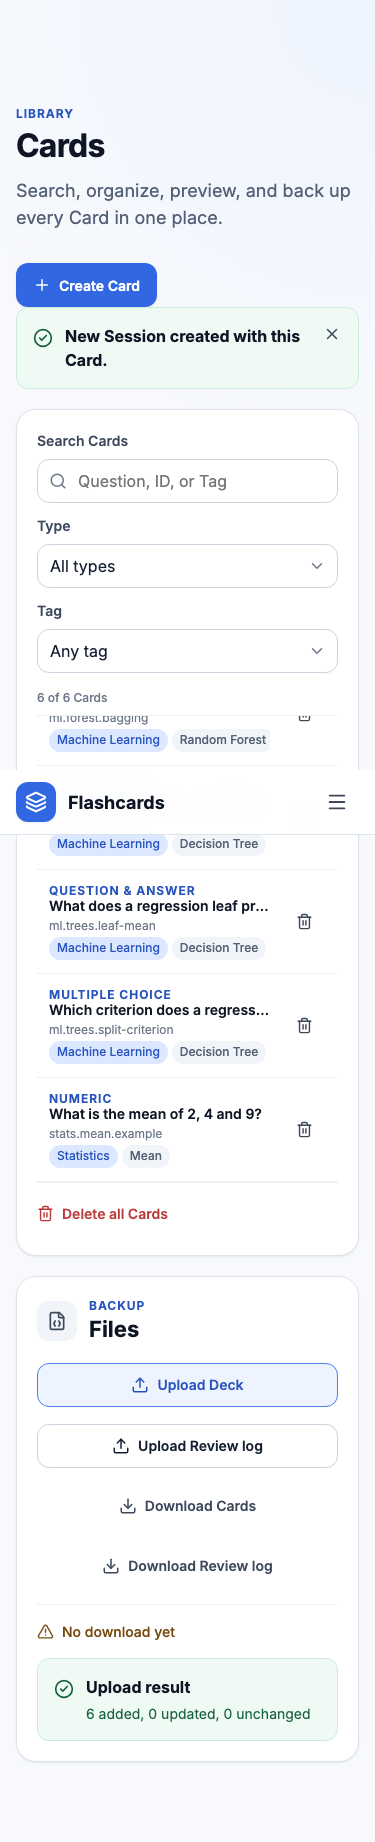 LIBRARY
Cards
Search, organize, preview, and back up
every Card in one place.
Create Card
New Session created with this
Card.
Search Cards
Question, ID, or Tag
Type
All types
Tag
Any tag
6 of 6 Cards
ml.forest.bagging
Machine Learning Random Forest
Flashcards
Machine Learning Decision Tree
QUESTION & ANSWER
What does a regression leaf pr...
ml.trees.leaf-mean
Machine Learning Decision Tree
MULTIPLE CHOICE
Which criterion does a regress...
ml.trees.split-criterion
Machine Learning Decision Tree
NUMERIC
What is the mean of 2, 4 and 9?
stats.mean.example
Statistics Mean
Delete all Cards
BACKUP
Files
Upload Deck
Upload Review log
Download Cards
Download Review log
No download yet
Upload result
6 added, 0 updated, 0 unchanged